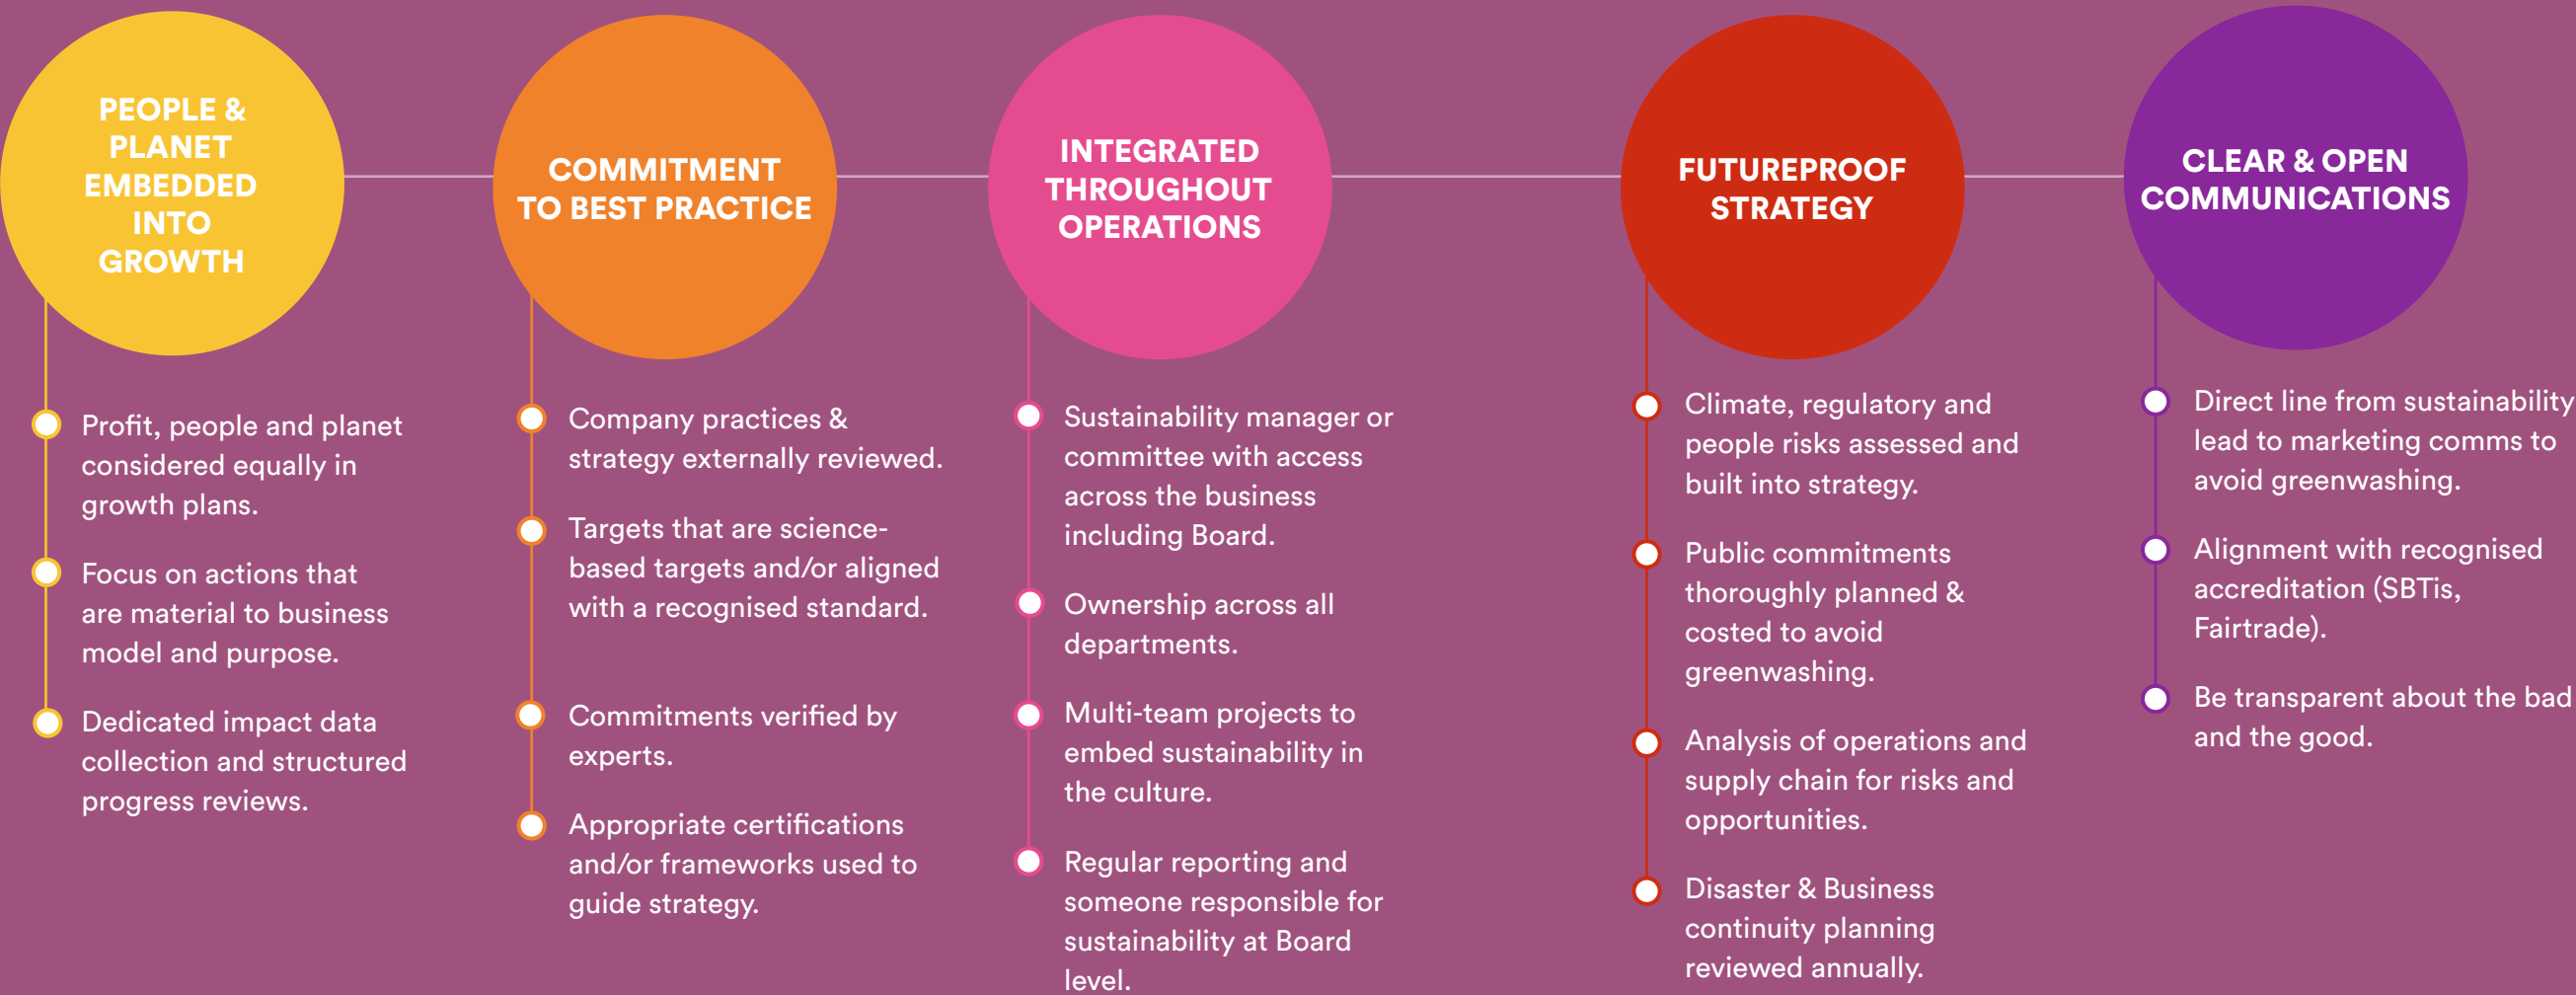 PEOPLE &
PLANET
EMBEDDED
INTO
GROWTH
Profit, people and planet
considered equally in
growth plans.
Focus on actions that
are material to business
model and purpose.
Dedicated impact data
collection and structured
progress reviews.
COMMITMENT
TO BEST PRACTICE
Company practices &
strategy externally reviewed.
Targets that are science-
based targets and/or aligned
with a recognised standard.
Commitments verified by
experts.
Appropriate certifications
and/or frameworks used to
guide strategy.
INTEGRATED
THROUGHOUT
OPERATIONS
Sustainability manager or
committee with access
across the business
including Board.
Ownership across all
departments.
Multi-team projects to
embed sustainability in
the culture.
Regular reporting and
someone responsible for
sustainability at Board
level.
FUTUREPROOF
STRATEGY
Climate, regulatory and
people risks assessed and
built into strategy.
Public commitments
thoroughly planned &
costed to avoid
greenwashing.
Analysis of operations and
supply chain for risks and
opportunities.
Disaster & Business
continuity planning
reviewed annually.
CLEAR & OPEN
COMMUNICATIONS
Direct line from sustainability
lead to marketing comms to
avoid greenwashing.
Alignment with recognised
accreditation (SBTis,
Fairtrade).
Be transparent about the bad
and the good.